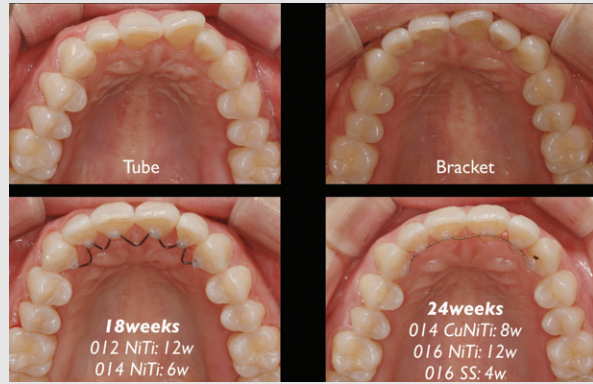 Tube
Bracket
18weeks
012 NiTi: 12w
014 NiTi: 6w
24weeks
014 CuNiTi: 8w
016 NiTi: 12w
016 SS: 4w